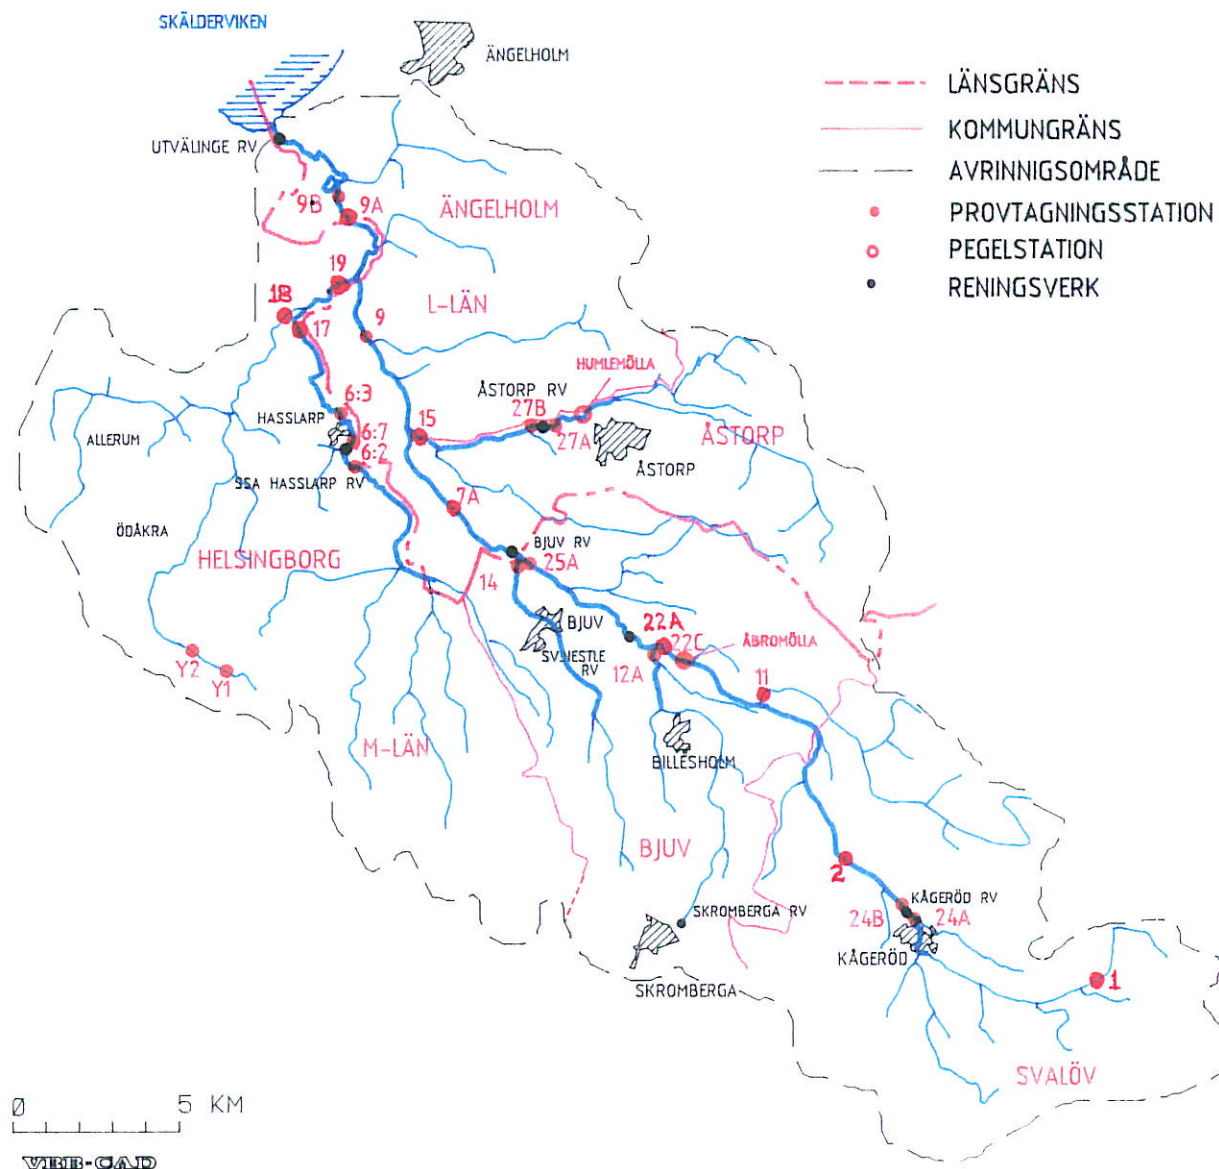 SKÄLDERVIKEN
ÄNGELHOLM
LÄNSGRÄNS
KOMMUNGRÄNS
AVRINNIGSOMRÅDE
PROVTAGNINGSSTATION
PEGELSTATION
RENINGSVERK
UTVÄLINGE RV
9B
9A
ÄNGELHOLM
19
1B
17
L-LÄN
9
HUMLEMÖLLA
ÅSTORP RV
27B
27A
6:3
HASSLARP
15
6:7
6:2
ALLERUM
ÅSTORP
ÅSTORP
SSA HASSLARP RV
7A
ÖDÅKRA
BJUV RV
HELSINGBORG
14
25A
BJUV
22A
22C
ÅBROMÖLLA
RV
12A
Y2
Y1
11
M-LÄN
BILLESHOLM
BJUV
2
KÅGERÖD RV
SKROMBERGA RV
24B
24A
KÅGERÖD
SKROMBERGA
1
SVALÖV
0 5 KM
VBB-CAD